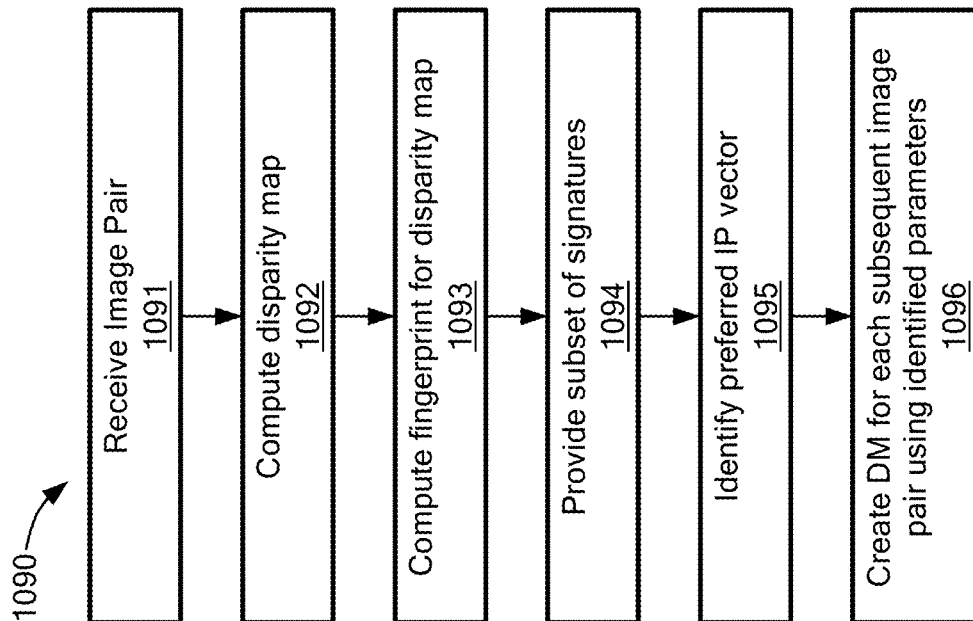 1090
Receive Image Pair
1091
Compute disparity map
1092
Compute fingerprint for disparity map
1093
Provide subset of signatures
1094
Identify preferred IP vector
1095
Create DM for each subsequent image
pair using identified parameters
1096